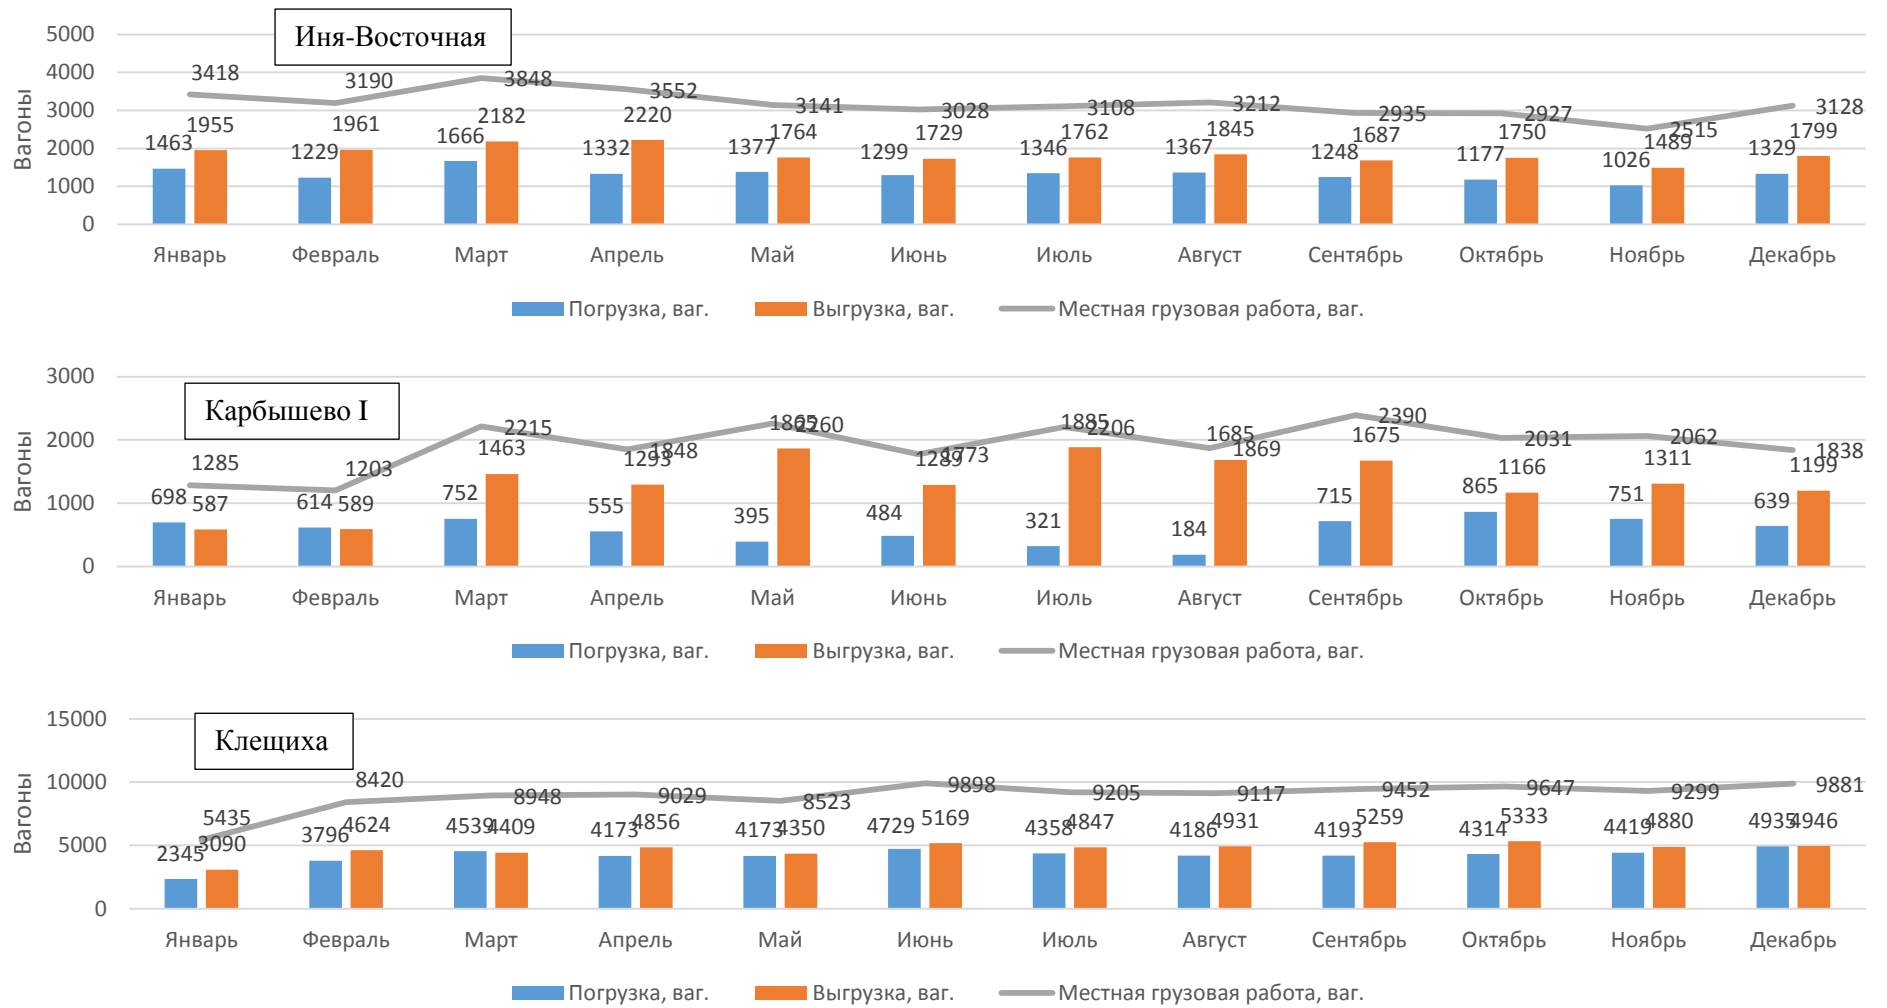 Иня-Восточная
Вагоны
5000
4000
3000
2000
1000
0
3418 3190 3848 3552 3141 3028 3108 3212 2935 2927 2515 3128
1463 1229 1666 1332 1377 1299 1346 1367 1248 1177 1026 1329
1955 1961 2182 2220 1764 1729 1762 1845 1687 1750 1489 1799
Январь Февраль Март Апрель Май Июнь Июль Август Сентябрь Октябрь Ноябрь Декабрь
Погрузка, ваг. Выгрузка, ваг. Местная грузовая работа, ваг.
Карбышево I
Вагоны
3000
2000
1000
0
1285 1203 2215 1848 2260 1773 2206 1869 2390 2031 2062 1838
698 614 752 555 395 484 321 184 715 865 751 639
587 589 1463 1293 1865 1289 1885 1685 1675 1166 1311 1199
Январь Февраль Март Апрель Май Июнь Июль Август Сентябрь Октябрь Ноябрь Декабрь
Погрузка, ваг. Выгрузка, ваг. Местная грузовая работа, ваг.
Клещиха
Вагоны
15000
10000
5000
0
5435 8420 8948 9029 8523 9898 9205 9117 9452 9647 9299 9881
2345 3796 4539 4173 4173 4729 4358 4186 4193 4314 4419 4935
3090 4624 4409 4856 4350 5169 4847 4931 5259 5333 4880 4946
Январь Февраль Март Апрель Май Июнь Июль Август Сентябрь Октябрь Ноябрь Декабрь
Погрузка, ваг. Выгрузка, ваг. Местная грузовая работа, ваг.